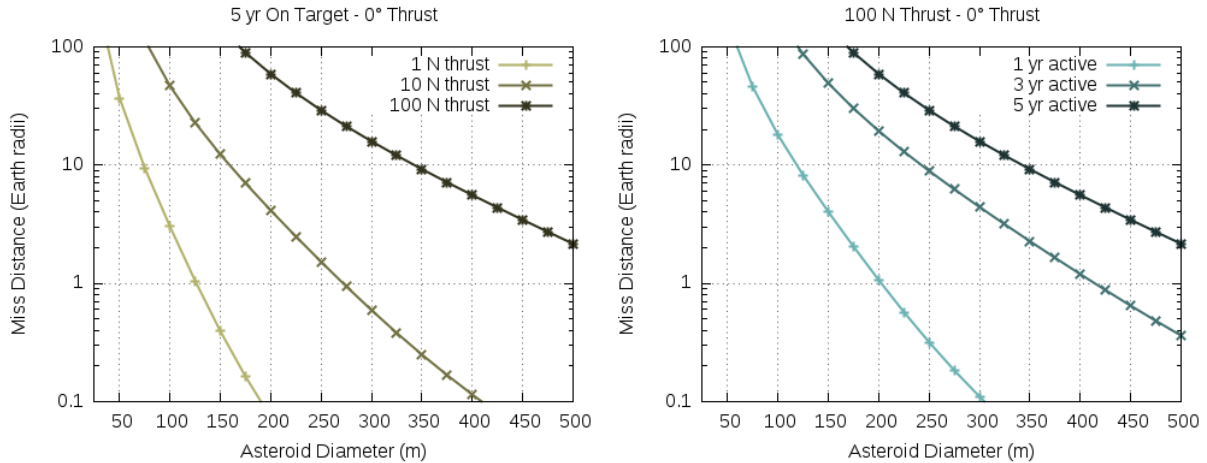 5 yr On Target - 0° Thrust
100
10
1
0.1
Miss Distance (Earth radii)
1 N thrust
10 N thrust
100 N thrust
50 100 150 200 250 300 350 400 450 500
Asteroid Diameter (m)
100 N Thrust - 0° Thrust
100
10
1
0.1
Miss Distance (Earth radii)
1 yr active
3 yr active
5 yr active
50 100 150 200 250 300 350 400 450 500
Asteroid Diameter (m)